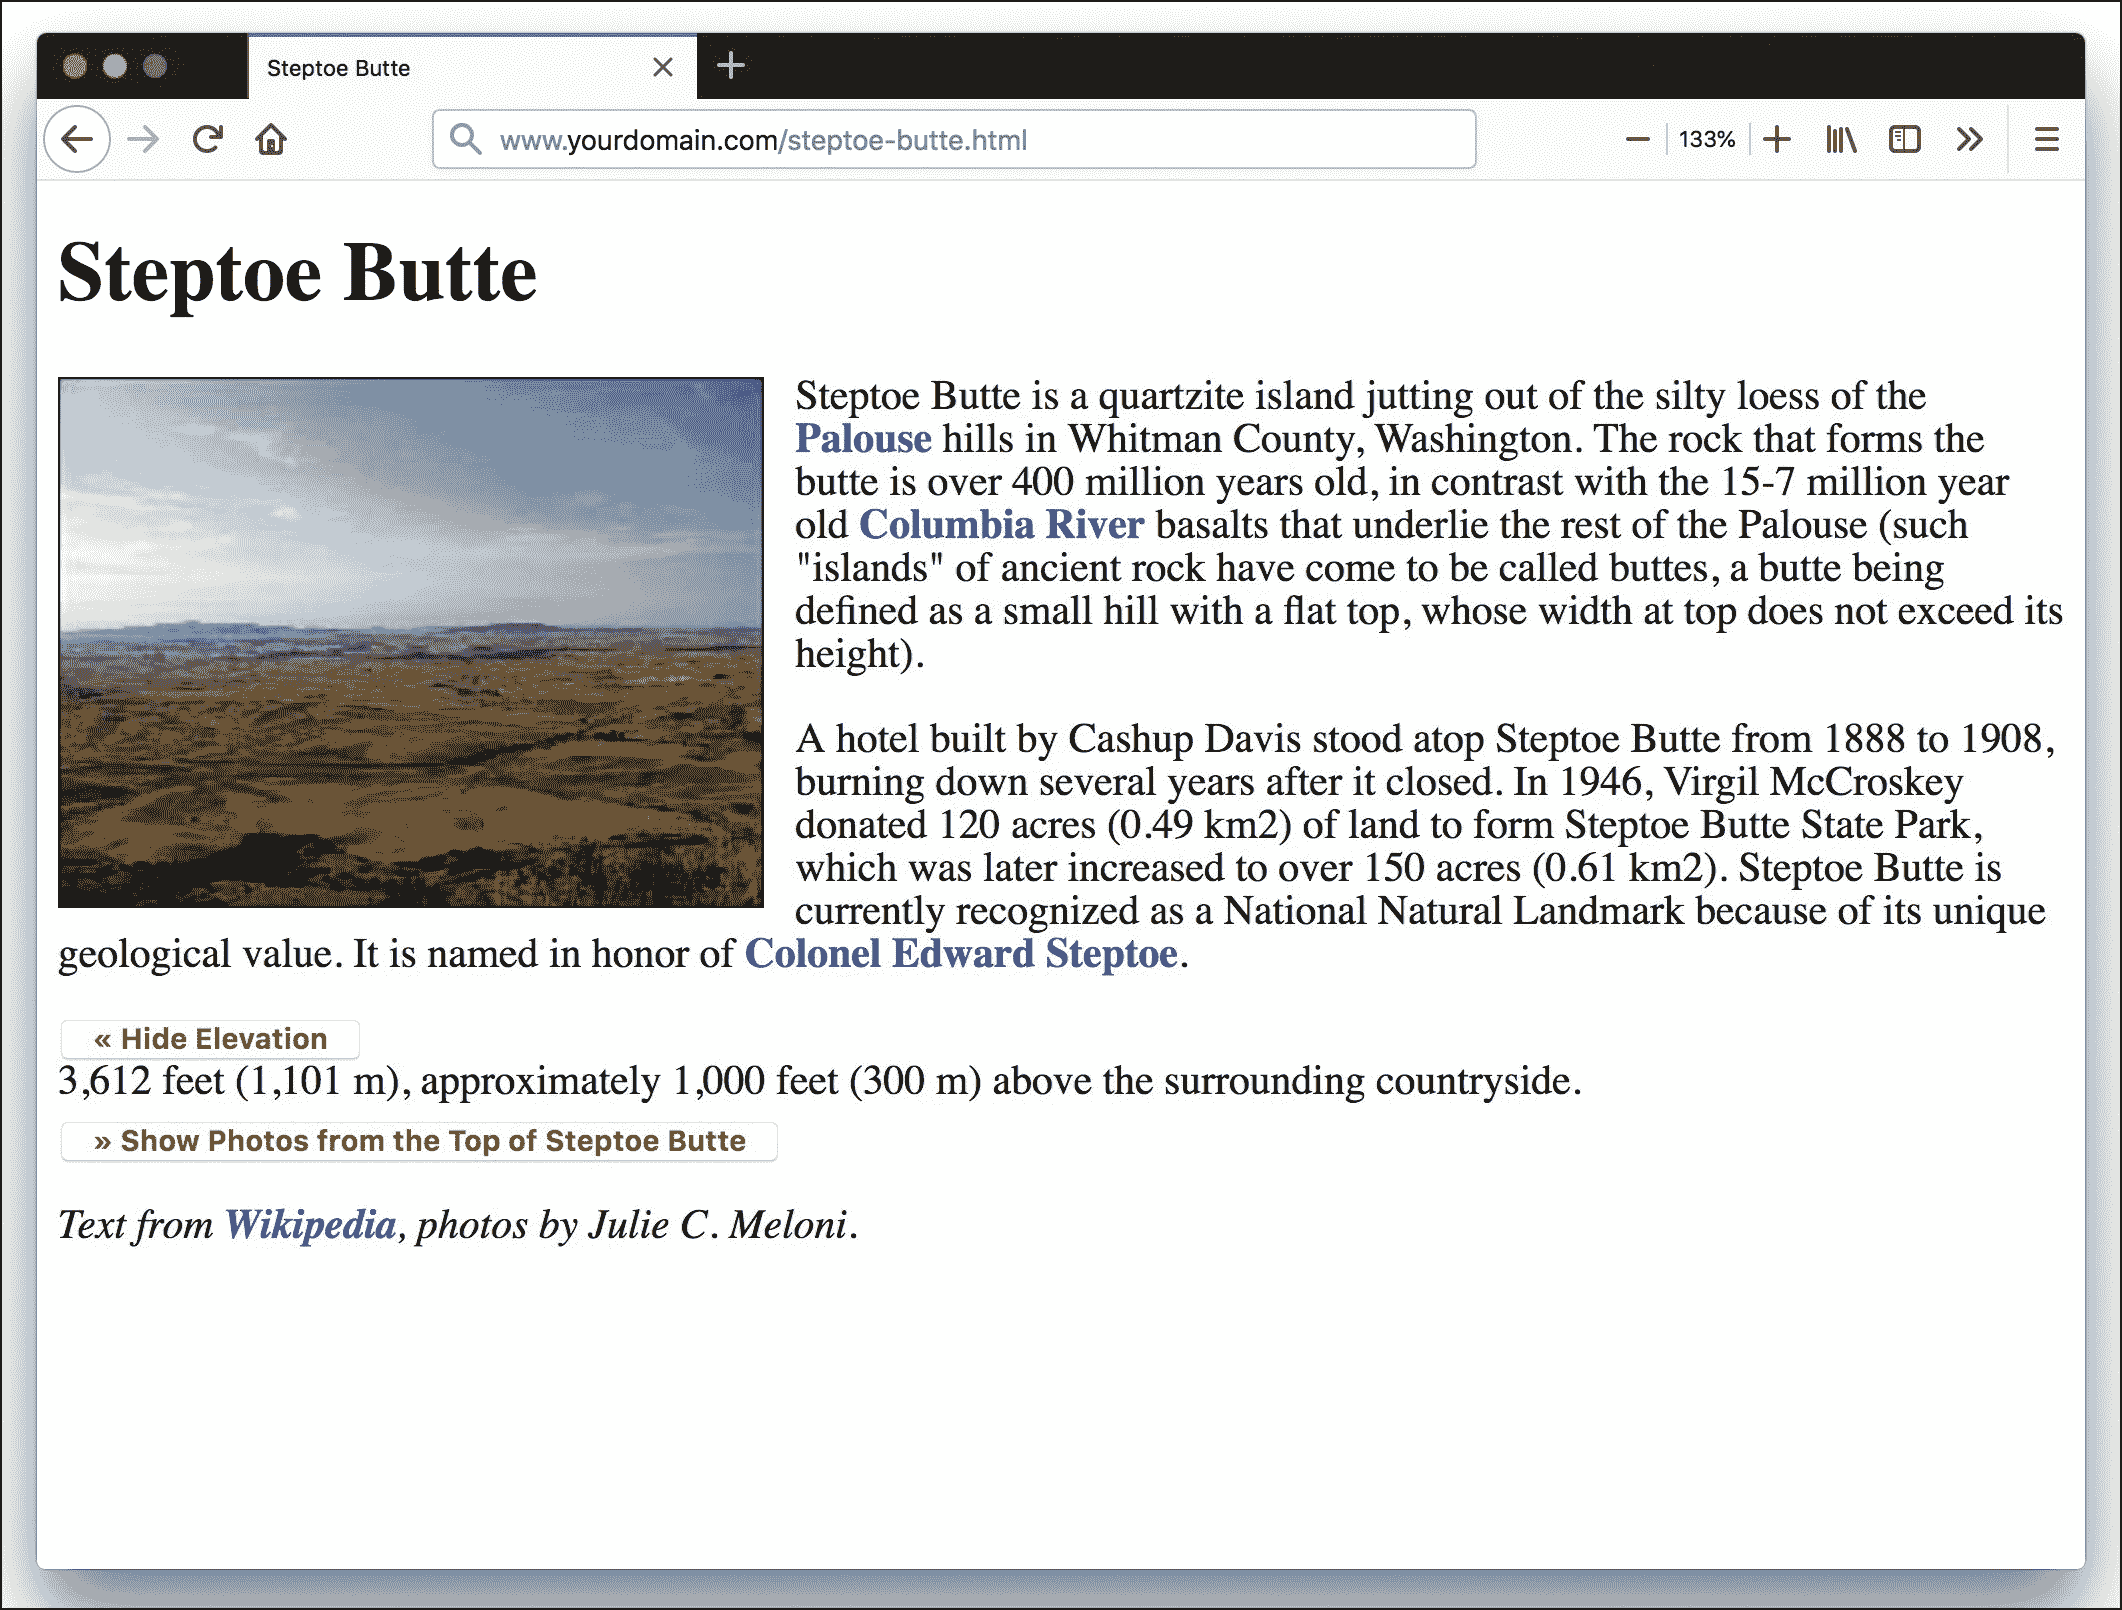 Steptoe Butte
www.yourdomain.com/steptoe-butte.html
133%
Steptoe Butte
Steptoe Butte is a quartzite island jutting out of the silty loess of the
Palouse hills in Whitman County, Washington. The rock that forms the
butte is over 400 million years old, in contrast with the 15-7 million year
old Columbia River basalts that underlie the rest of the Palouse (such
"islands" of ancient rock have come to be called buttes, a butte being
defined as a small hill with a flat top, whose width at top does not exceed its
height).
A hotel built by Cashup Davis stood atop Steptoe Butte from 1888 to 1908,
burning down several years after it closed. In 1946, Virgil McCroskey
donated 120 acres (0.49 km2) of land to form Steptoe Butte State Park,
which was later increased to over 150 acres (0.61 km2). Steptoe Butte is
currently recognized as a National Natural Landmark because of its unique
geological value. It is named in honor of Colonel Edward Steptoe.
« Hide Elevation
3,612 feet (1,101 m), approximately 1,000 feet (300 m) above the surrounding countryside.
» Show Photos from the Top of Steptoe Butte
Text from Wikipedia, photos by Julie C. Meloni.